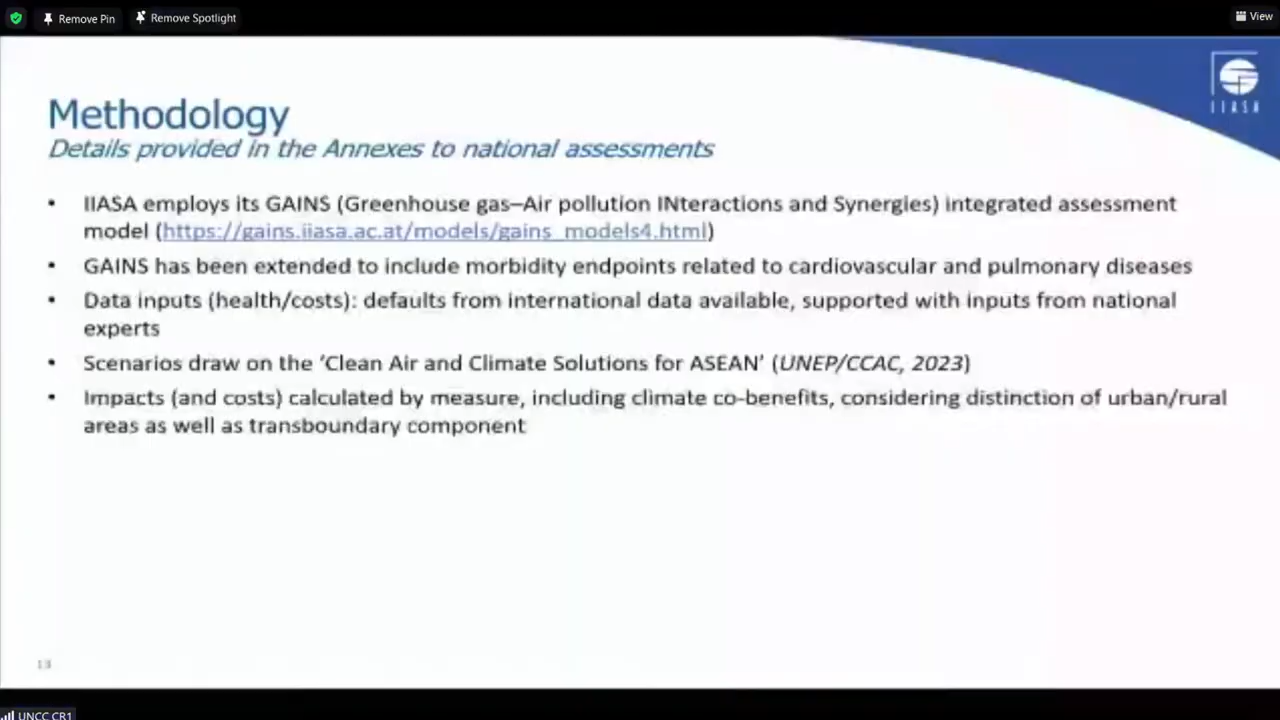 Remove Pin
Remove Spotlight
View
IIASA
Methodology
Details provided in the Annexes to national assessments
• IIASA employs its GAINS (Greenhouse gas–Air pollution INteractions and Synergies) integrated assessment
model (https://gains.iiasa.ac.at/models/gains_models4.html)
• GAINS has been extended to include morbidity endpoints related to cardiovascular and pulmonary diseases
• Data inputs (health/costs): defaults from international data available, supported with inputs from national
experts
• Scenarios draw on the ‘Clean Air and Climate Solutions for ASEAN’ (UNEP/CCAC, 2023)
• Impacts (and costs) calculated by measure, including climate co-benefits, considering distinction of urban/rural
areas as well as transboundary component
13
UNCC CR1